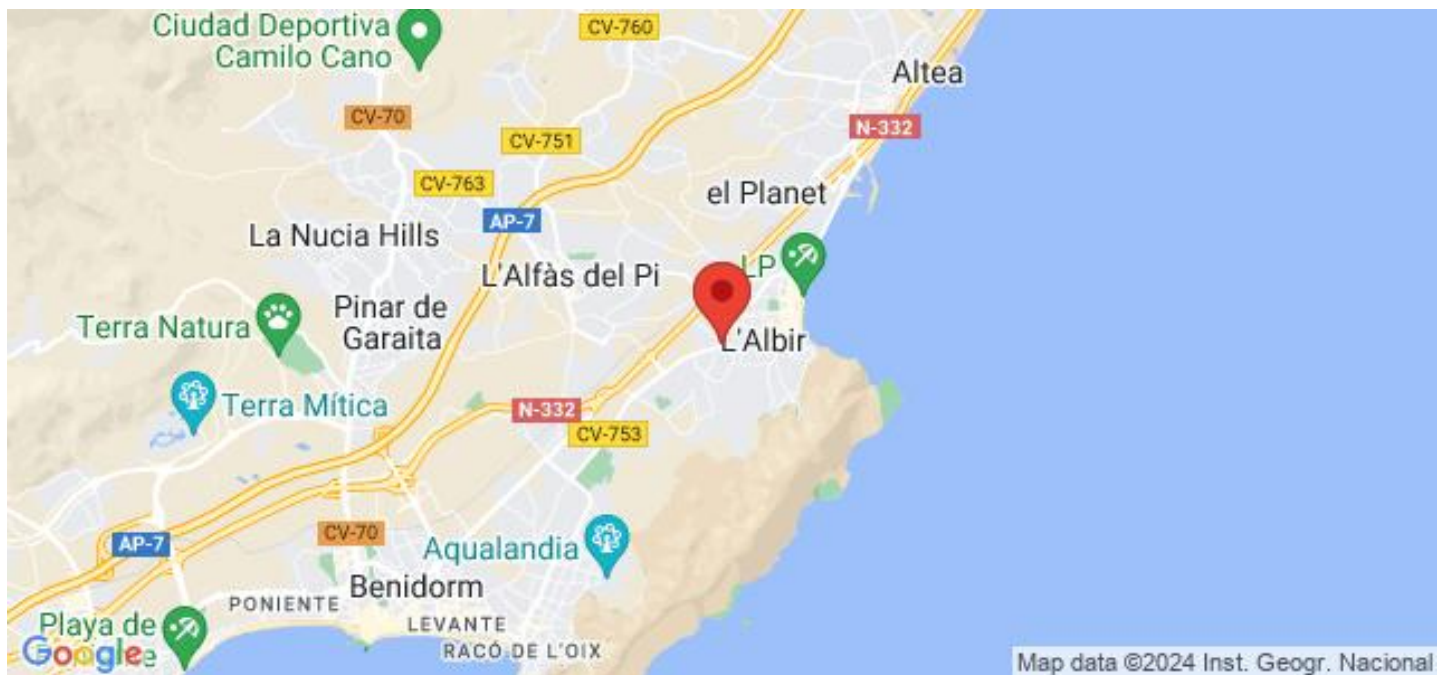 Ciudad Deportiva
Camilo Cano
CV-760
Altea
CV-70
N-332
CV-751
CV-763
el Planet
AP-7
La Nucia Hills
LP
L'Alfàs del Pi
Pinar de
Garaita
Terra Natura
L'Albir
Terra Mítica
N-332
CV-753
CV-70
AP-7
Aqualandia
Benidorm
PONIENTE
LEVANTE
Playa de
RACÓ DE L'OIX
Google
Map data ©2024 Inst. Geogr. Nacional